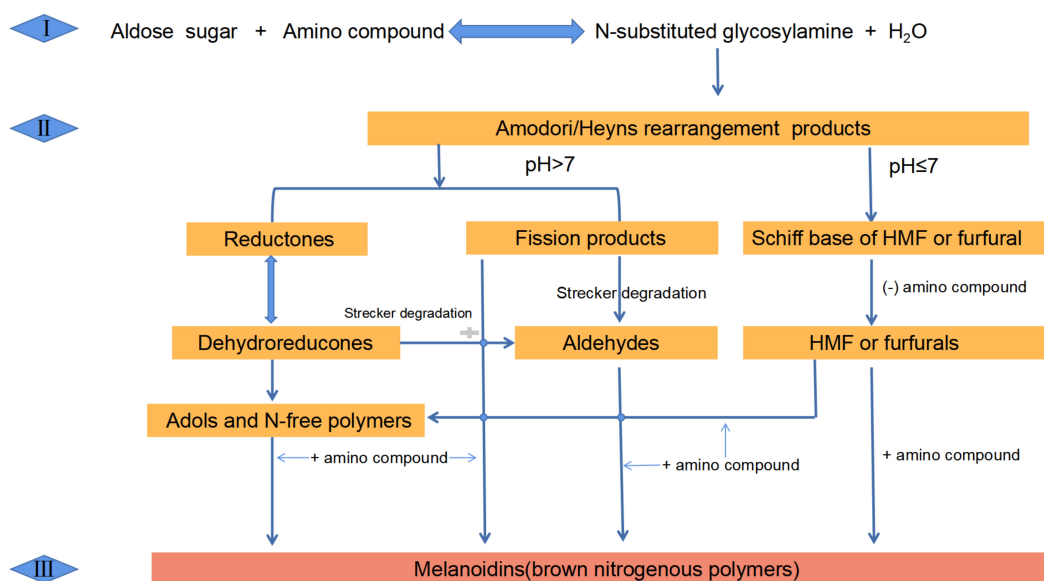 I
Aldose sugar + Amino compound
N-substituted glycosylamine + H₂O
II
Amodori/Heyns rearrangement products
pH>7
pH≤7
Reductones
Fission products
Schiff base of HMF or furfural
(-) amino compound
Strecker degradation
Strecker degradation
Dehydroreducones
Aldehydes
HMF or furfurals
Adols and N-free polymers
+ amino compound
+ amino compound
+ amino compound
III
Melanoidins(brown nitrogenous polymers)